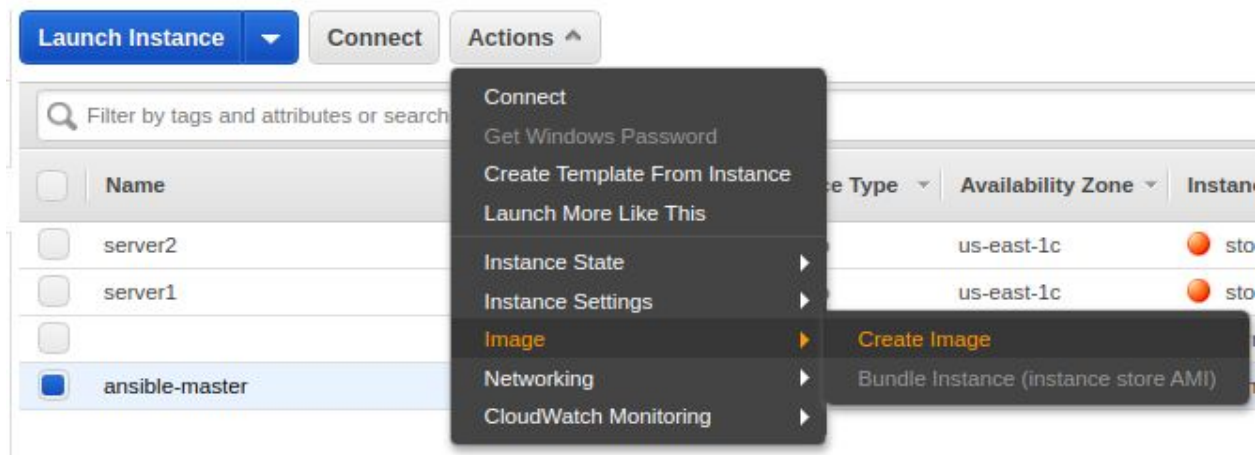 Launch Instance Connect Actions
Connect
Filter by tags and attributes or search
Get Windows Password
Create Template From Instance
Name Type Availability Zone
Launch More Like This
server2 us-east-1c
Instance State
server1 us-east-1c
Instance Settings
Image Create Image
ansible-master Networking Bundle Instance (instance store AMI)
CloudWatch Monitoring